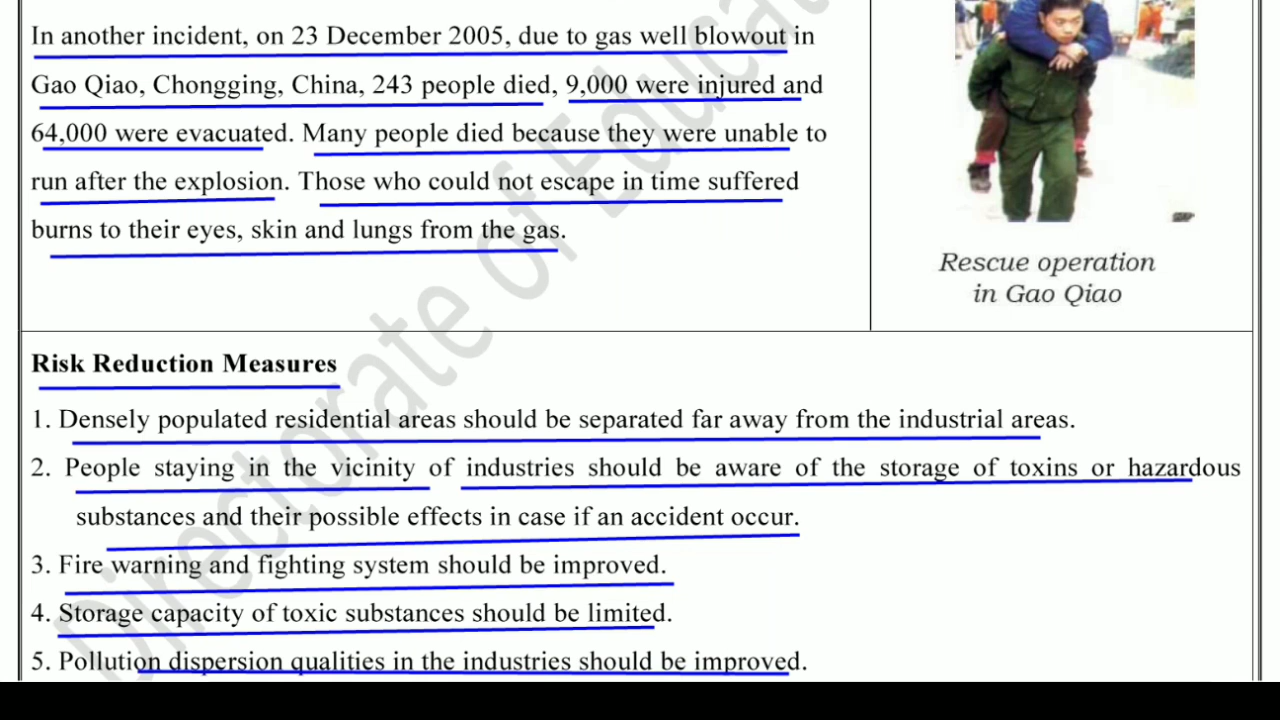 In another incident, on 23 December 2005, due to gas well blowout in
Gao Qiao, Chongging, China, 243 people died, 9,000 were injured and
64,000 were evacuated. Many people died because they were unable to
run after the explosion. Those who could not escape in time suffered
burns to their eyes, skin and lungs from the gas.
Rescue operation
in Gao Qiao
Risk Reduction Measures
1. Densely populated residential areas should be separated far away from the industrial areas.
2. People staying in the vicinity of industries should be aware of the storage of toxins or hazardous
substances and their possible effects in case if an accident occur.
3. Fire warning and fighting system should be improved.
4. Storage capacity of toxic substances should be limited.
5. Pollution dispersion qualities in the industries should be improved.
Directorate of Educat